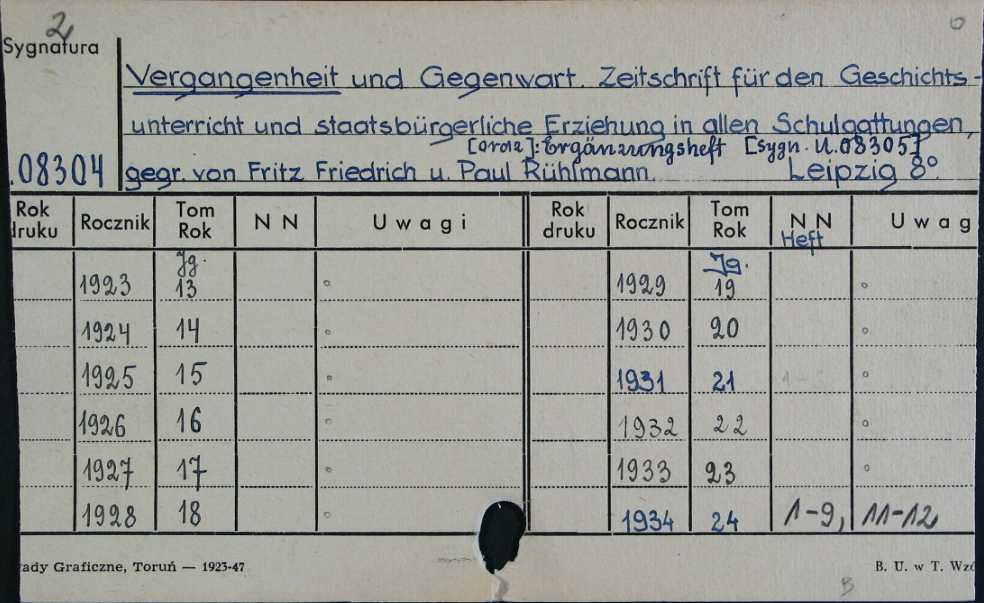 2
Sygnatura
Vergangenheit und Gegenwart. Zeitschrift für den Geschichts-
unterricht und staatsbürgerliche Erziehung in allen Schulgattungen,
[oraz]: Ergänzungsheft [sygn. U.08305]
.08304 gegr. von Fritz Friedrich u. Paul Rühlmann. Leipzig 8°.
Rok druku Rocznik Tom Rok N N Uwagi Rok druku Rocznik Tom Rok N N Uwag
Heft
Jg. Jg.
1923 13 1929 19
1924 14 1930 20
1925 15 1931 21 1-
1926 16 1932 22
1927 17 1933 23
1928 18 1934 24 1-9, 11-12
ady Graficzne, Toruń — 1923-47 B. U. w T. Wzó
B